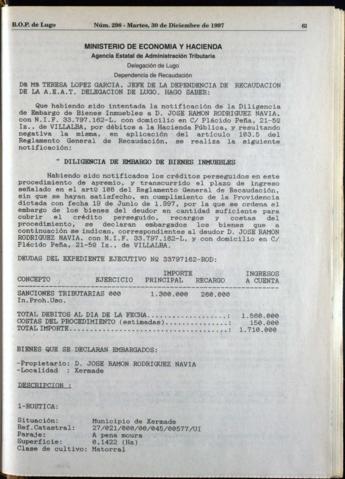 B.O.P. de Lugo Núm. 298 - Martes, 30 de Diciembre de 1997 61
MINISTERIO DE ECONOMIA Y HACIENDA
Agencia Estatal de Administración Tributaria
Delegación de Lugo
Dependencia de Recaudación
Dª Mª TERESA LOPEZ GARCIA, JEFE DE LA DEPENDENCIA DE RECAUDACION
DE LA A.E.A.T. DELEGACION DE LUGO, HAGO SABER:
Que habiendo sido intentada la notificación de la Diligencia
de Embargo de Bienes Inmuebles a D. JOSE RAMON RODRIGUEZ NAVIA,
con N.I.F. 33.797.162-L, con domicilio en C/ Plácido Peña, 21-5º
Iz., de VILLALBA, por débitos a la Hacienda Pública, y resultando
negativa la misma, en aplicación del artículo 103.5 del
Reglamento General de Recaudación, se realiza la siguiente
notificación:
" DILIGENCIA DE EMBARGO DE BIENES INMUEBLES
Habiendo sido notificados los créditos perseguidos en este
procedimiento de apremio, y transcurrido el plazo de ingreso
señalado en el artº 108 del Reglamento General de Recaudación,
sin que se hayan satisfecho, en cumplimiento de la Providencia
dictada con fecha 18 de Junio de 1.997, por la que se ordena el
embargo de los bienes del deudor en cantidad suficiente para
cubrir el crédito perseguido, recargos y costas del
procedimiento, se declaran embargados los bienes que a
continuación se indican, correspondientes al deudor D. JOSE RAMON
RODRIGUEZ NAVIA, con N.I.F. 33.797.162-L, y con domicilio en C/
Plácido Peña, 21-5º Iz., de VILLALBA.
DEUDAS DEL EXPEDIENTE EJECUTIVO Nº 33797162-ROD:
IMPORTE INGRESOS
CONCEPTO EJERCICIO PRINCIPAL RECARGO A CUENTA
SANCIONES TRIBUTARIAS 000 1.300.000 260.000
In.Proh.Uso.
TOTAL DEBITOS AL DIA DE LA FECHA....................: 1.560.000
COSTAS DEL PROCEDIMIENTO (estimadas)................: 150.000
TOTAL IMPORTE.......................................: 1.710.000
BIENES QUE SE DECLARAN EMBARGADOS:
-Propietario: D. JOSE RAMON RODRIGUEZ NAVIA
-Localidad : Xermade
DESCRIPCION :
1-RUSTICA:
Situación: Municipio de Xermade
Ref.Catastral: 27/021/000/00/045/00577/UI
Paraje: A pena moura
Superficie: 0.1422 (Ha)
Clase de cultivo: Matorral